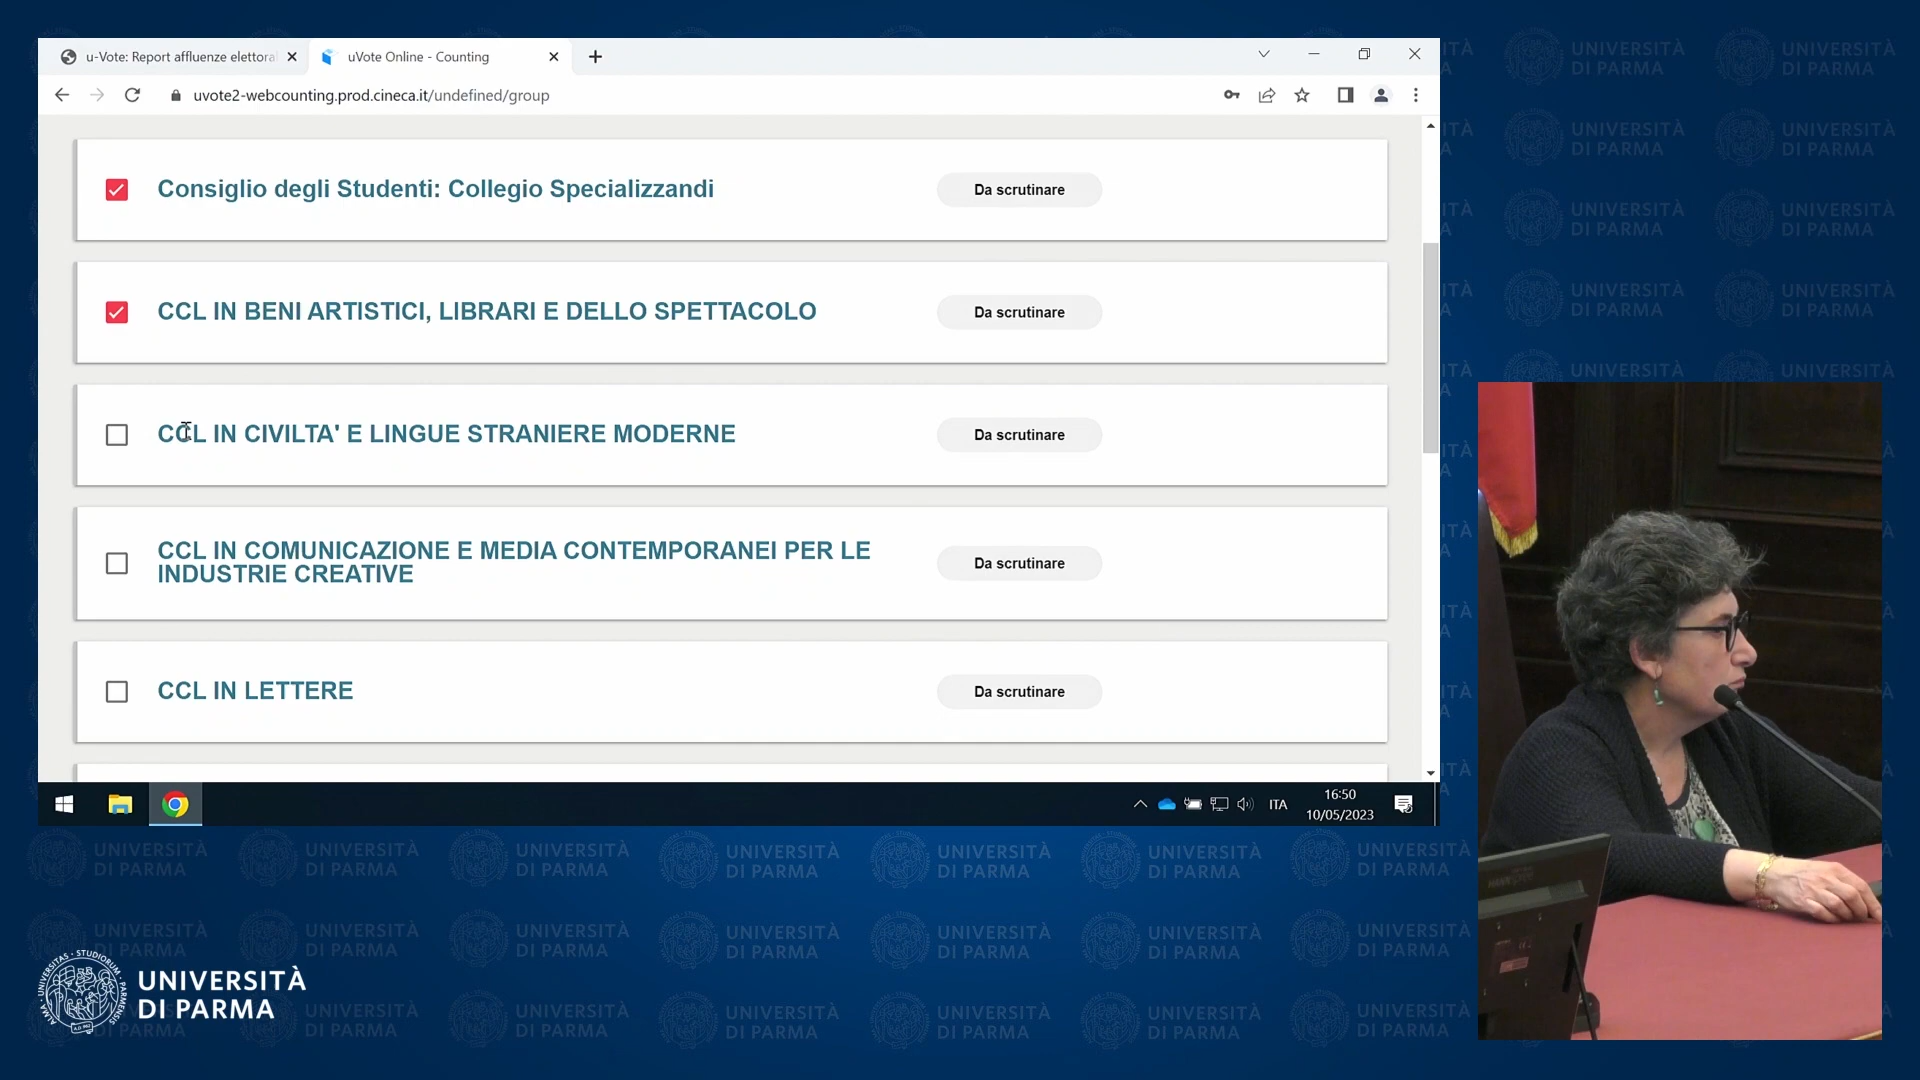 u-Vote: Report affluenze elettoral
uVote Online - Counting
uvote2-webcounting.prod.cineca.it/undefined/group
Consiglio degli Studenti: Collegio Specializzandi
Da scrutinare
CCL IN BENI ARTISTICI, LIBRARI E DELLO SPETTACOLO
Da scrutinare
CCL IN CIVILTA' E LINGUE STRANIERE MODERNE
Da scrutinare
CCL IN COMUNICAZIONE E MEDIA CONTEMPORANEI PER LE
INDUSTRIE CREATIVE
Da scrutinare
CCL IN LETTERE
Da scrutinare
ITA
16:50
10/05/2023
UNIVERSITÀ
DI PARMA